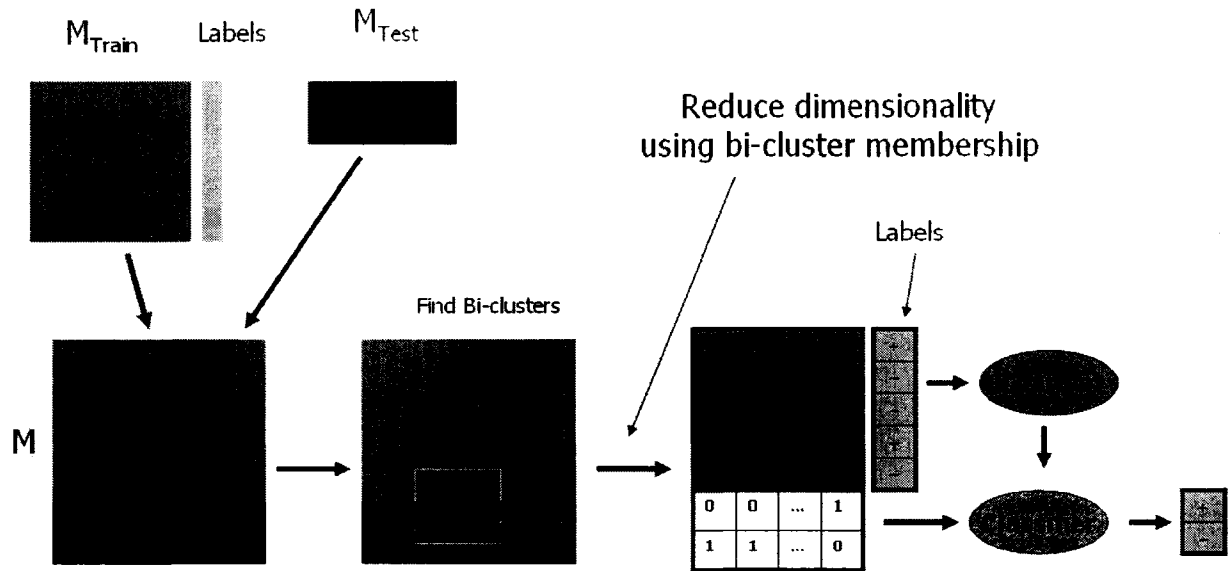 M_Train Labels M_Test
Reduce dimensionality
using bi-cluster membership
Labels
Find Bi-clusters
M
+
-
+
-
0 0 ... 1
1 1 ... 0
+
-